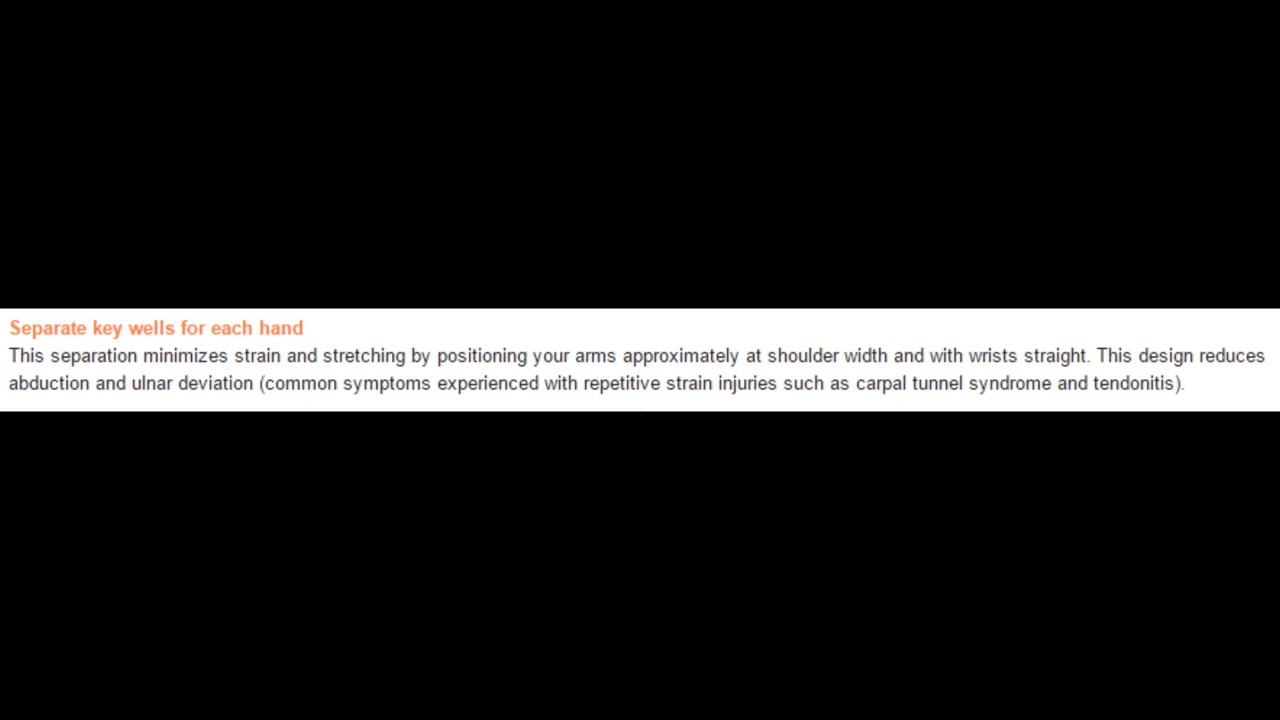 Separate key wells for each hand
This separation minimizes strain and stretching by positioning your arms approximately at shoulder width and with wrists straight. This design reduces
abduction and ulnar deviation (common symptoms experienced with repetitive strain injuries such as carpal tunnel syndrome and tendonitis).